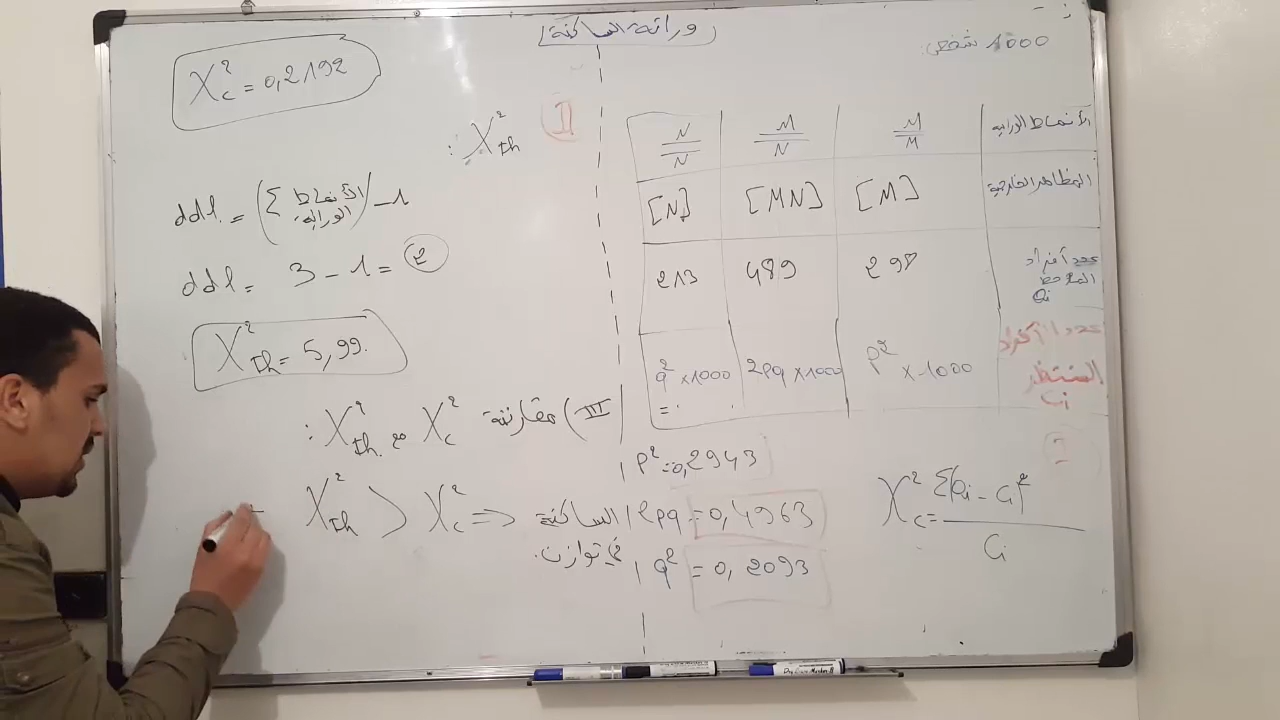 وراثة الساكنة
1000 شخص
الأنماط الوراثية M/M M/N N/N
المظاهر الخارجية [M] [MN] [N]
عدد أفراد الملاحظ Oi 298 489 213
عدد الأفراد المنتظر Ci P² × 1000 2pq × 1000 q² × 1000 =
P² = 0,2943
2pq = 0,4963
q² = 0,2093
X²c = Σ(Oi - Ci)² / Ci
X²c = 0,2192
X²th :
ddl = (Σ الأنماط الوراثية) - 1
ddl = 3 - 1 = 2
X²th = 5,99.
III) مقارنة X²c مع X²th :
X²th > X²c ⇒ الساكنة في توازن.